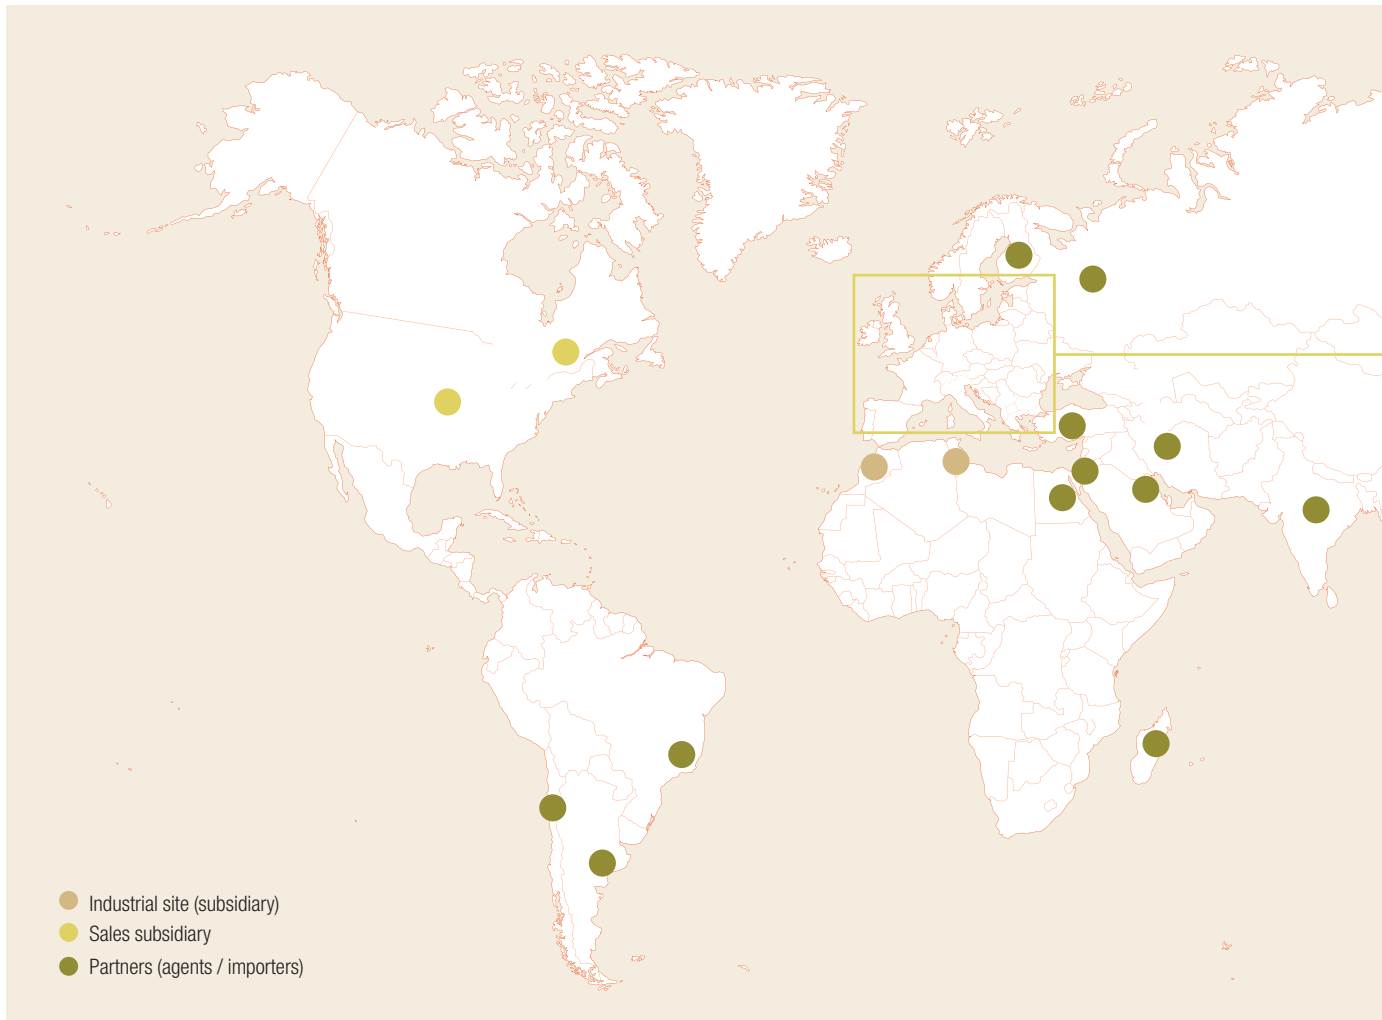 Industrial site (subsidiary)
Sales subsidiary
Partners (agents / importers)